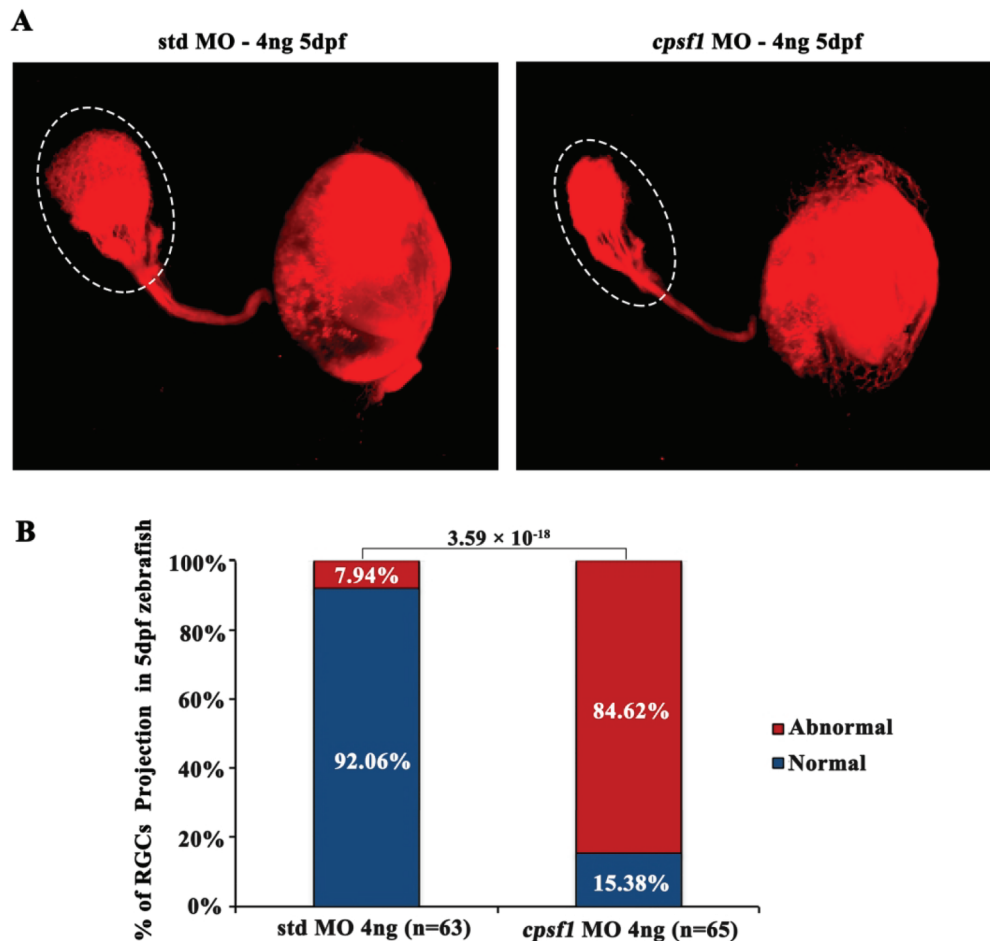 A
std MO - 4ng 5dpf
cpsf1 MO - 4ng 5dpf
B
3.59 × 10⁻¹⁸
% of RGCs Projection in 5dpf zebrafish
100%
80%
60%
40%
20%
0%
7.94%
92.06%
84.62%
15.38%
Abnormal
Normal
std MO 4ng (n=63)
cpsf1 MO 4ng (n=65)